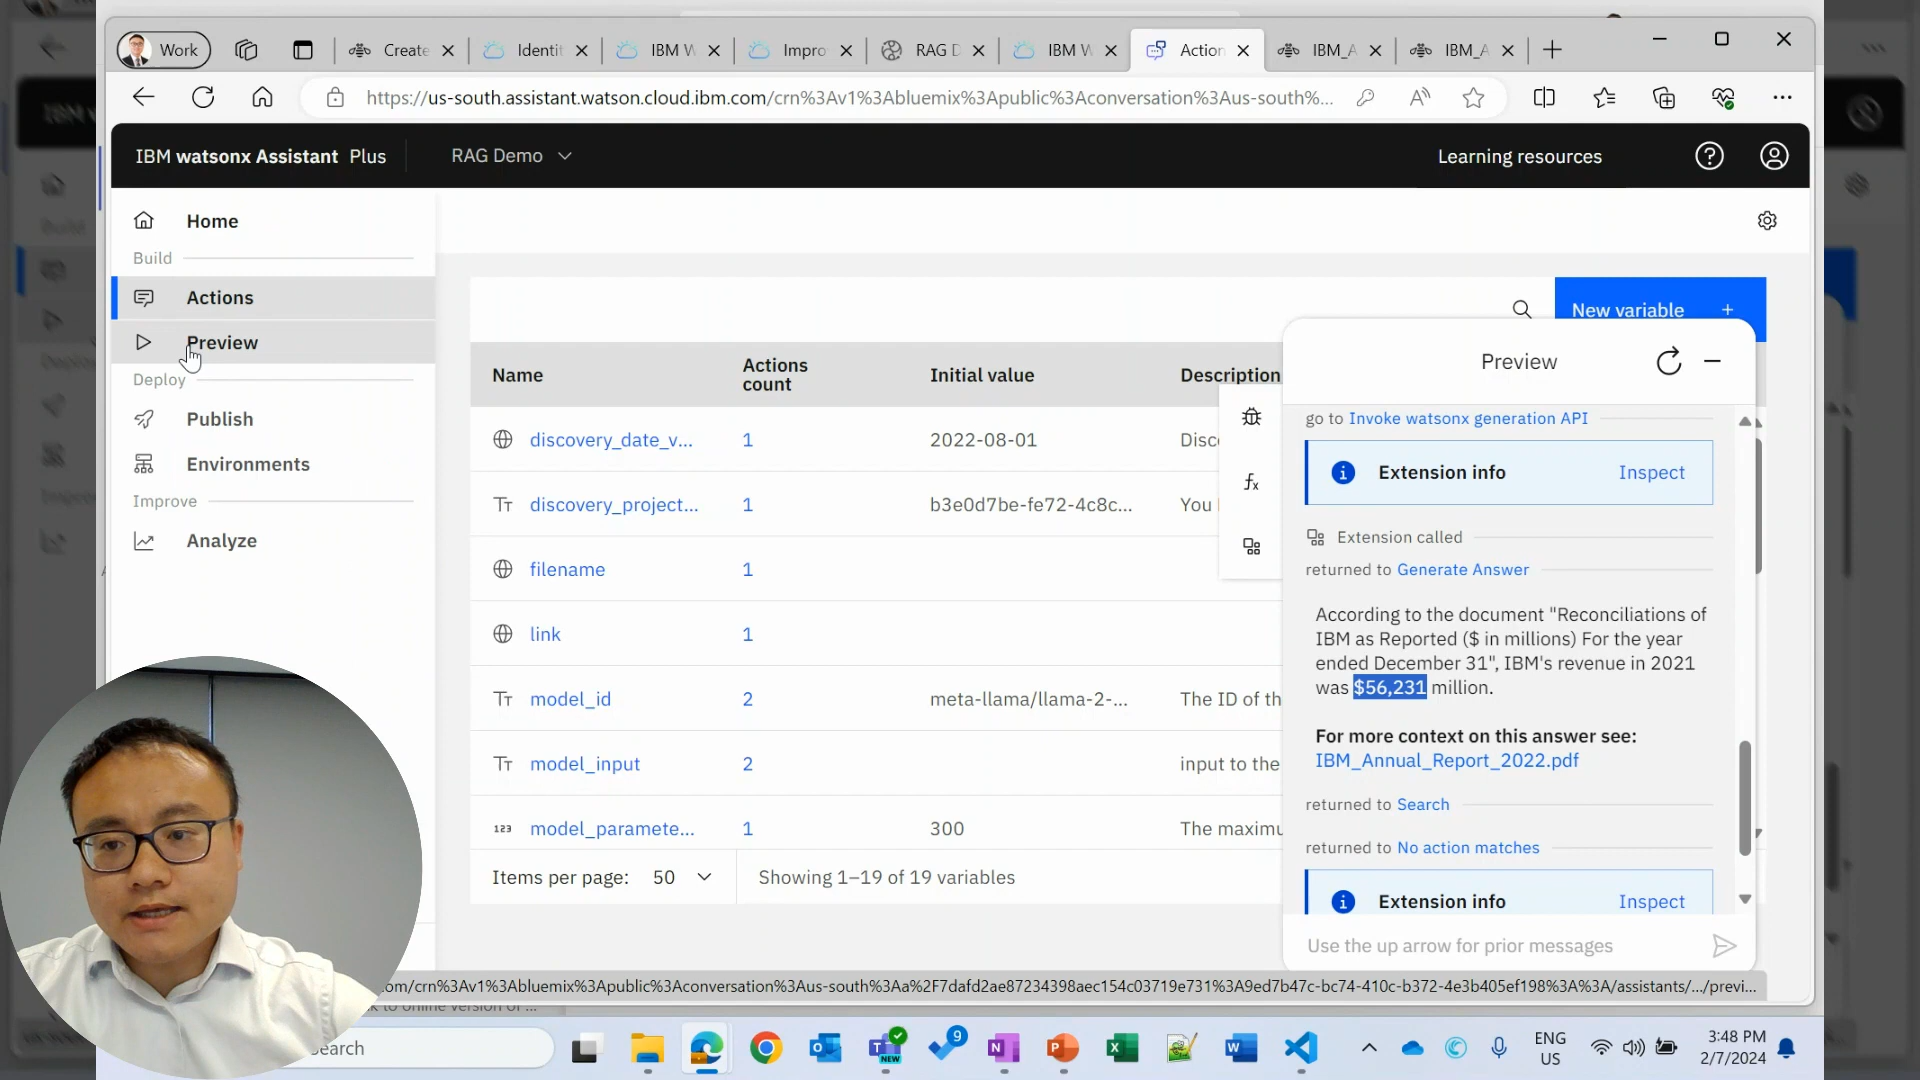 Work
Create
Identit
IBM W
Impro
RAG D
IBM W
Action
IBM_A
IBM_A
https://us-south.assistant.watson.cloud.ibm.com/crn%3Av1%3Abluemix%3Apublic%3Aconversation%3Aus-south%...
IBM watsonx Assistant Plus
RAG Demo
Learning resources
Home
Build
Actions
Preview
Deploy
Publish
Environments
Improve
Analyze
New variable +
Name
Actions count
Initial value
Description
discovery_date_v... 1 2022-08-01 Disc
discovery_project... 1 b3e0d7be-fe72-4c8c... You
filename 1
link 1
model_id 2 meta-llama/llama-2-... The ID of th
model_input 2 input to the
model_paramete... 1 300 The maximu
Items per page: 50
Showing 1–19 of 19 variables
Preview
go to Invoke watsonx generation API
Extension info Inspect
Extension called
returned to Generate Answer
According to the document "Reconciliations of
IBM as Reported ($ in millions) For the year
ended December 31", IBM's revenue in 2021
was $56,231 million.
For more context on this answer see:
IBM_Annual_Report_2022.pdf
returned to Search
returned to No action matches
Extension info Inspect
Use the up arrow for prior messages
om/crn%3Av1%3Abluemix%3Apublic%3Aconversation%3Aus-south%3Aa%2F7dafd2ae87234398aec154c03719e731%3A9ed7b47c-bc74-410c-b372-4e3b405ef198%3A%3A/assistants/.../previ...
earch
NEW
9
ENG
US
3:48 PM
2/7/2024